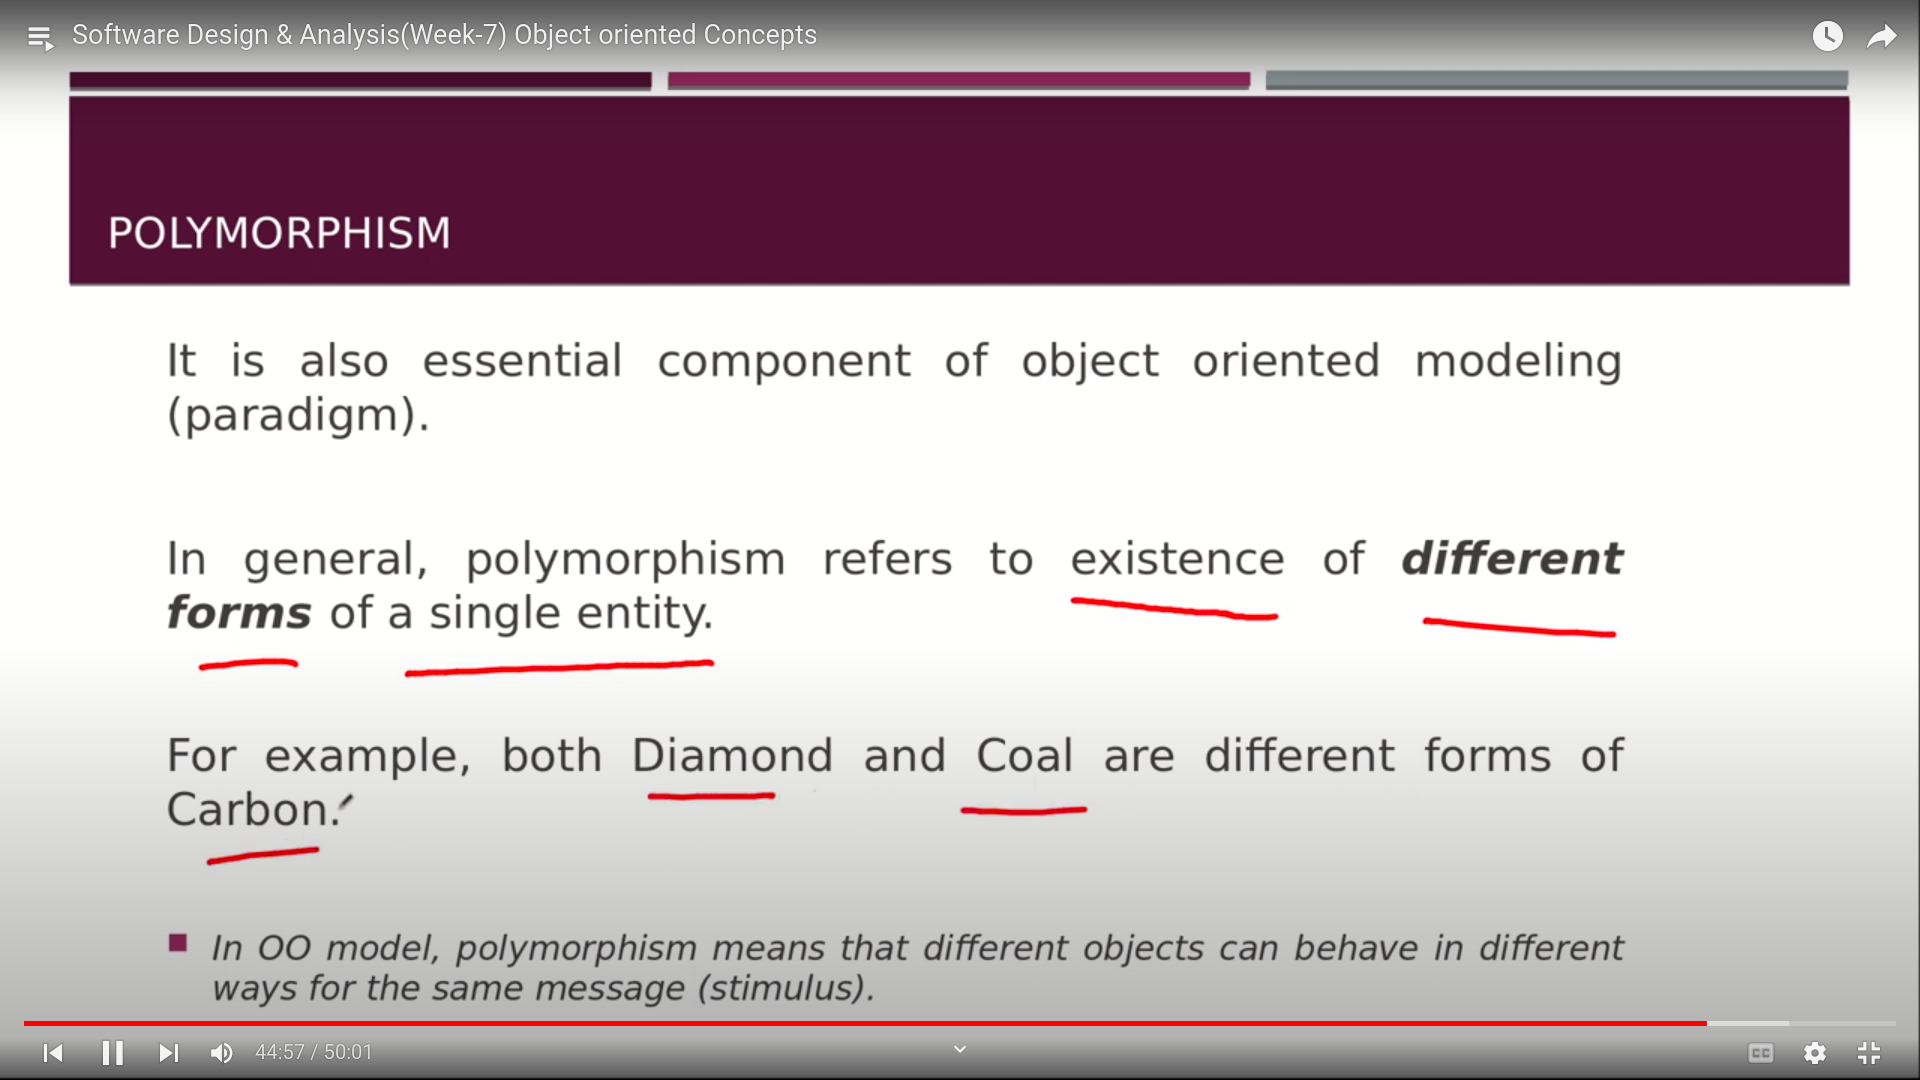 Software Design & Analysis(Week-7) Object oriented Concepts
POLYMORPHISM
It is also essential component of object oriented modeling
(paradigm).
In general, polymorphism refers to existence of different
forms of a single entity.
For example, both Diamond and Coal are different forms of
Carbon.
In OO model, polymorphism means that different objects can behave in different
ways for the same message (stimulus).
44:57 / 50:01
CC